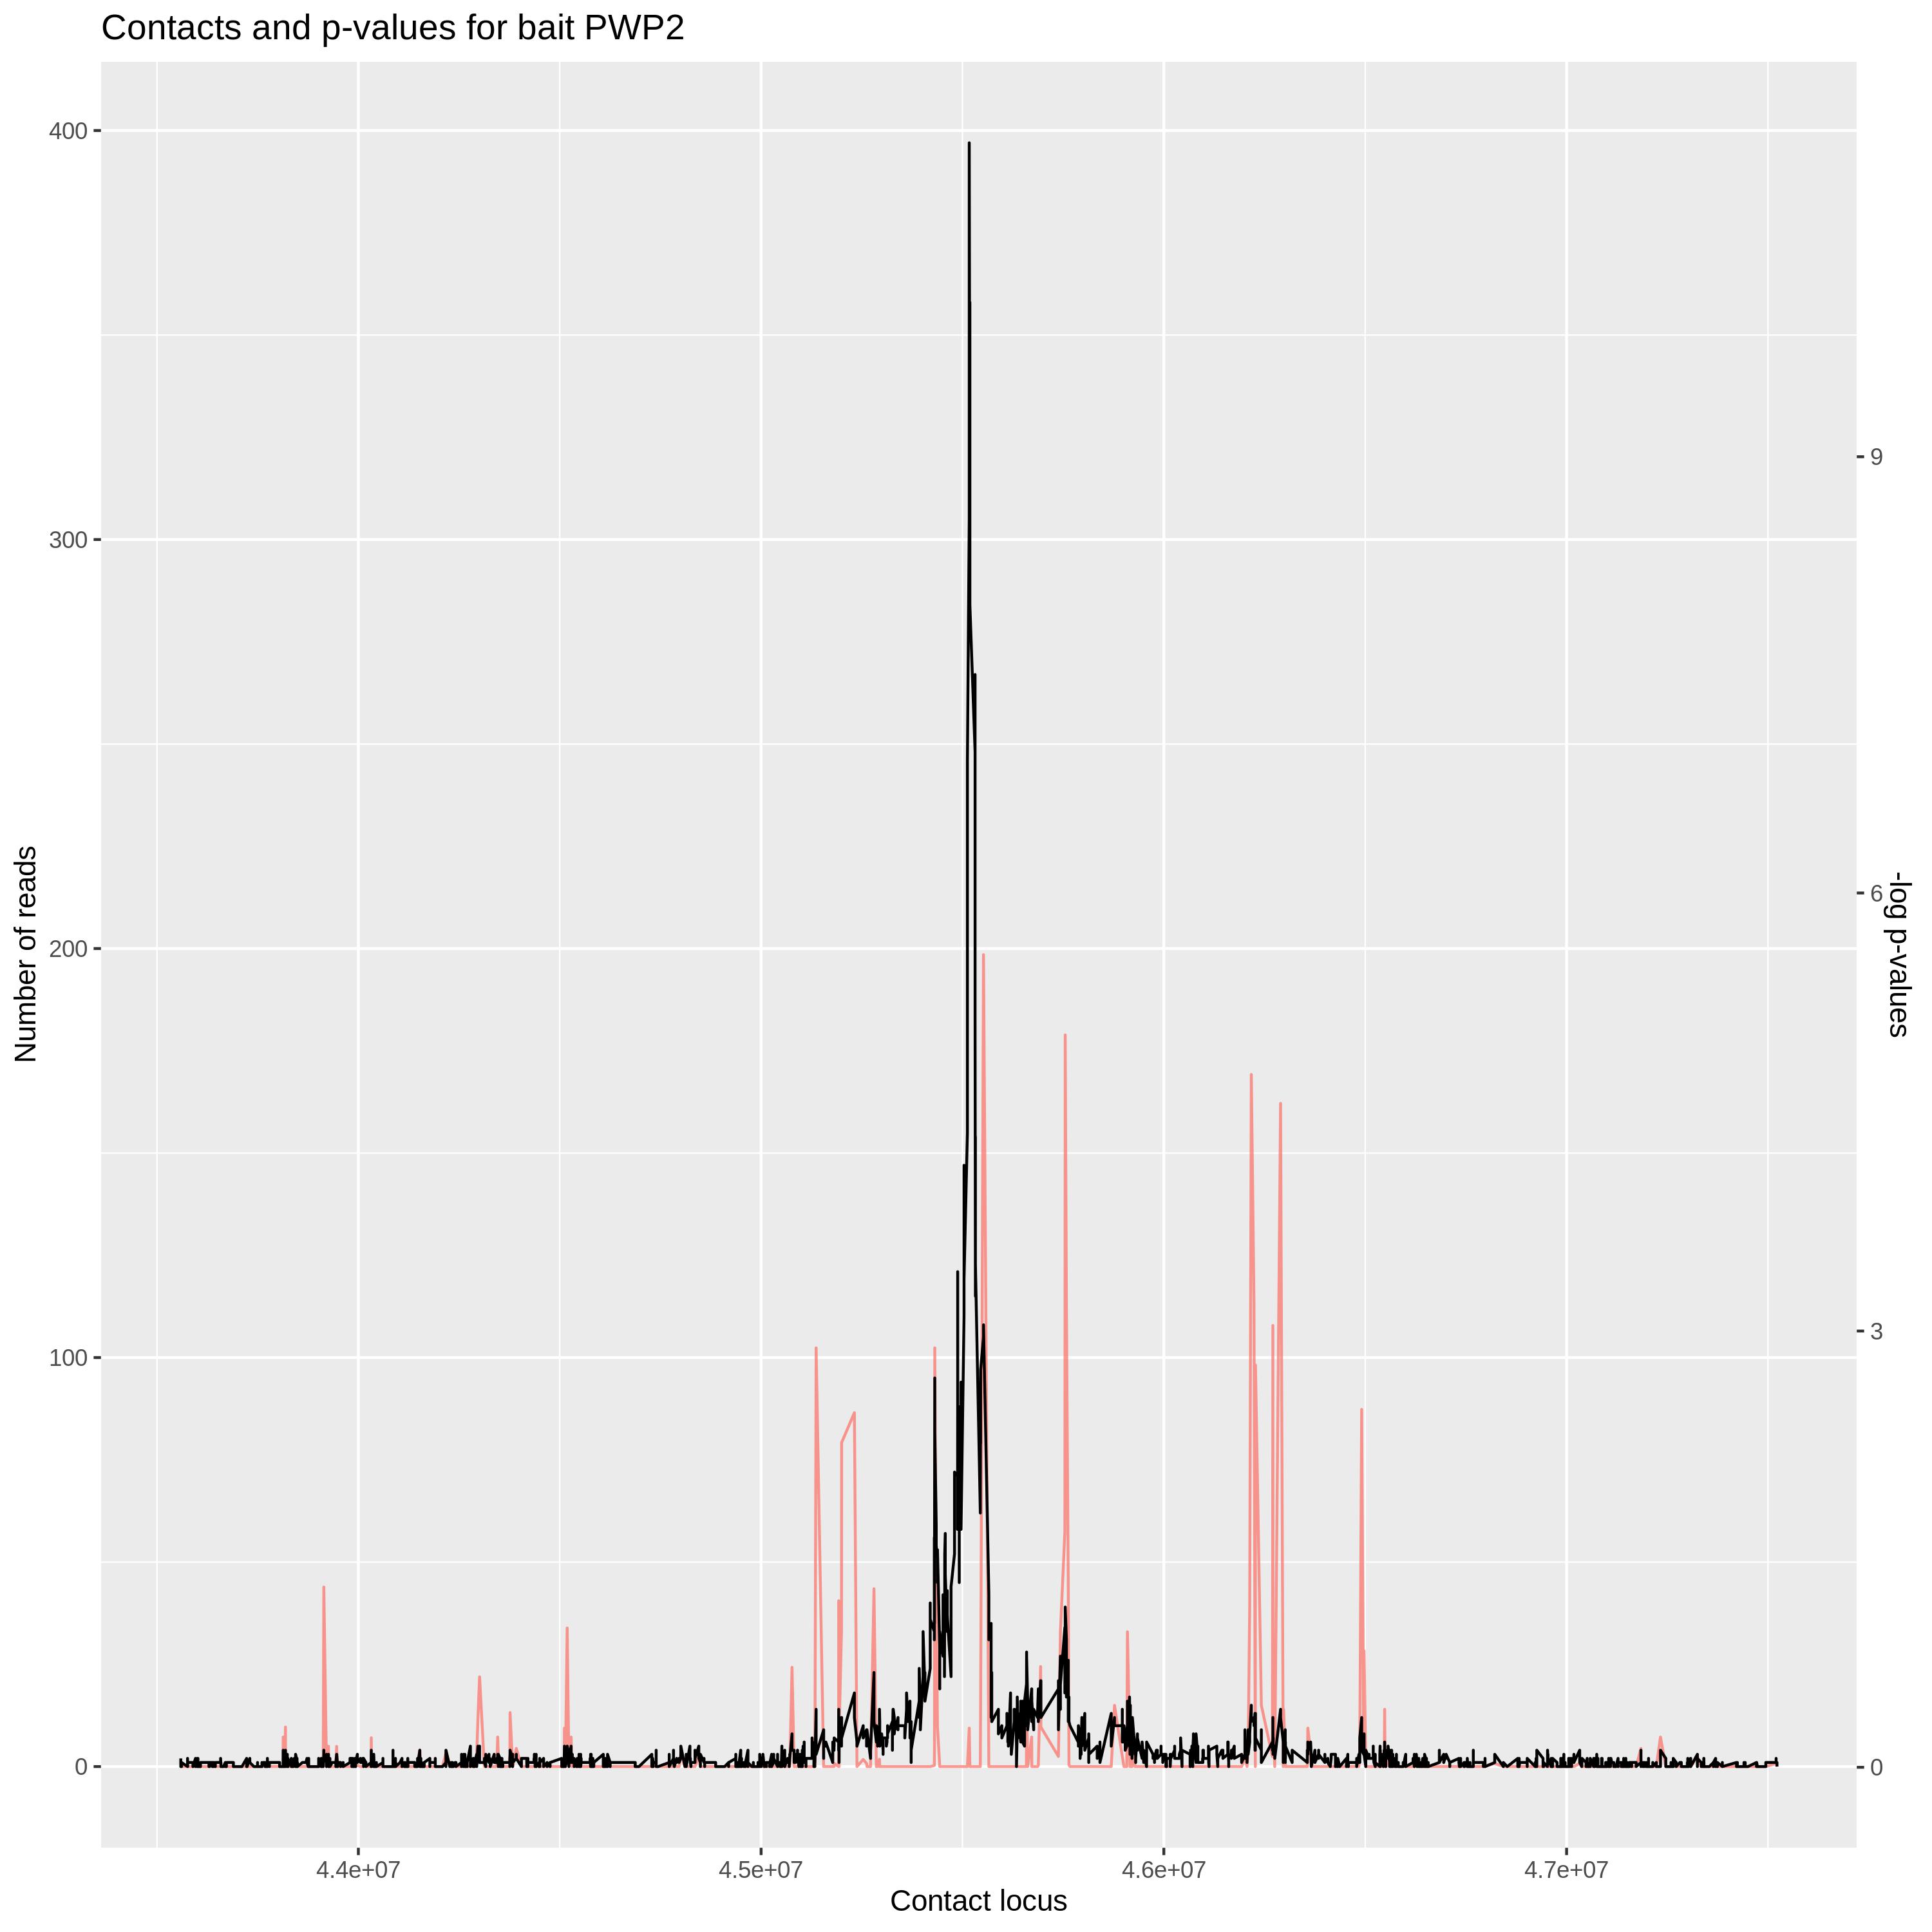 Contacts and p-values for bait PWP2
400
300
200
100
0
9
6
3
0
Number of reads
-log p-values
4.4e+07 4.5e+07 4.6e+07 4.7e+07
Contact locus